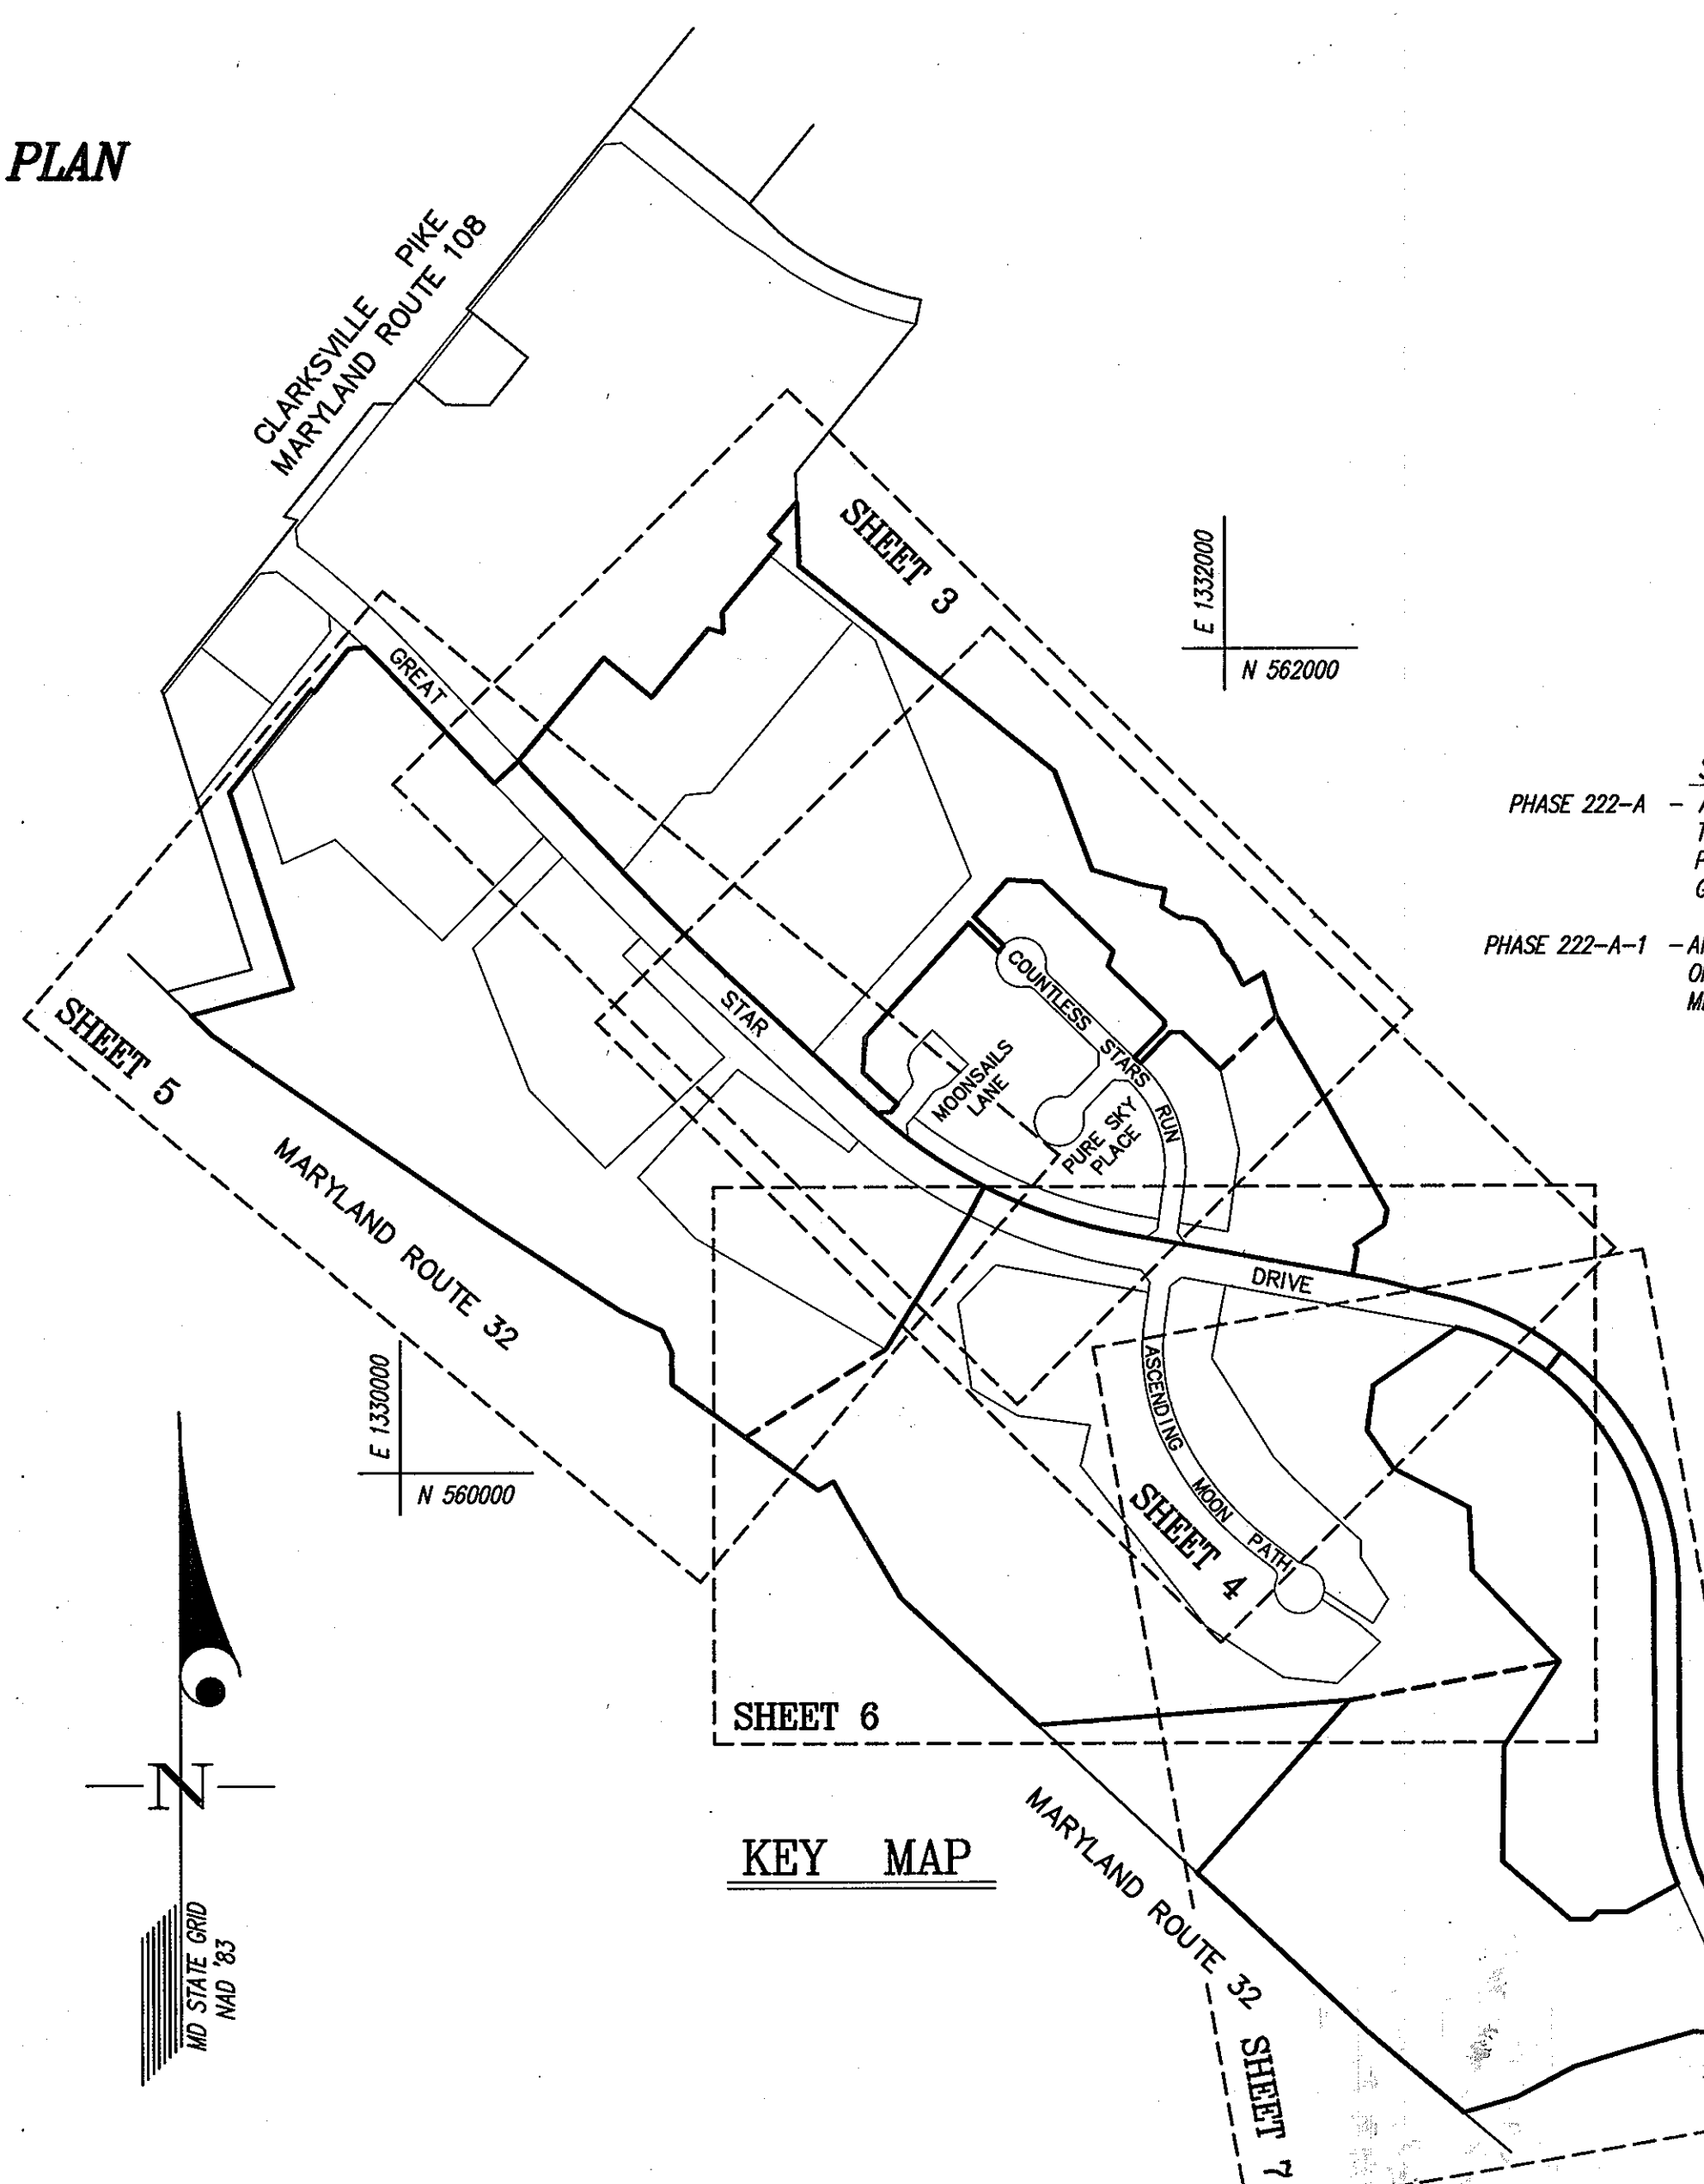 PLAN
CLARKSVILLE PIKE
MARYLAND ROUTE 108
SHEET 3
E 1332000
N 562000
GREAT
STAR
DRIVE
PHASE 222-A -
PHASE 222-A-1 -
COUNTLESS STARS RUN
MOONSAILS
LANE
PURE SKY
PLACE
SHEET 5
MARYLAND ROUTE 32
E 1330000
N 560000
ASCENDING MOON PATH
SHEET 4
SHEET 6
N
KEY MAP
MARYLAND ROUTE 32
SHEET 7
MD STATE GRID
NAD '83